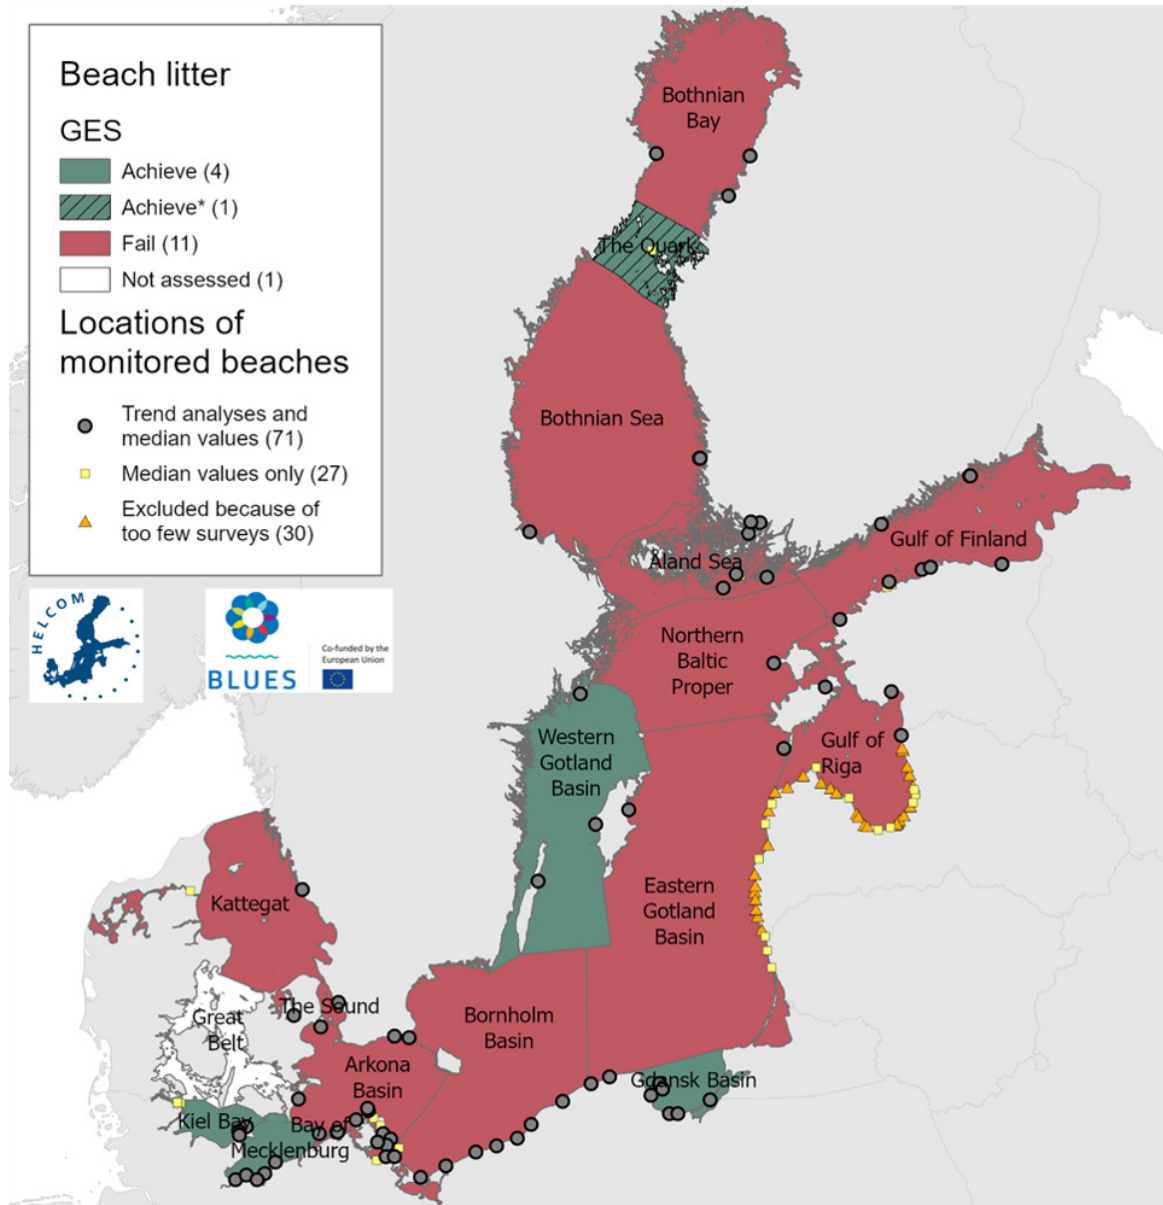 Beach litter
GES
Achieve (4)
Achieve* (1)
Fail (11)
Not assessed (1)
Locations of
monitored beaches
Trend analyses and
median values (71)
Median values only (27)
Excluded because of
too few surveys (30)
HELCOM
BLUES
Co-funded by the
European Union
Bothnian
Bay
The Quark
Bothnian Sea
Åland Sea
Gulf of Finland
Northern
Baltic
Proper
Western
Gotland
Basin
Gulf of
Riga
Eastern
Gotland
Basin
Kattegat
The Sound
Great
Belt
Bornholm
Basin
Arkona
Basin
Gdansk Basin
Kiel Bay
Bay of
Mecklenburg